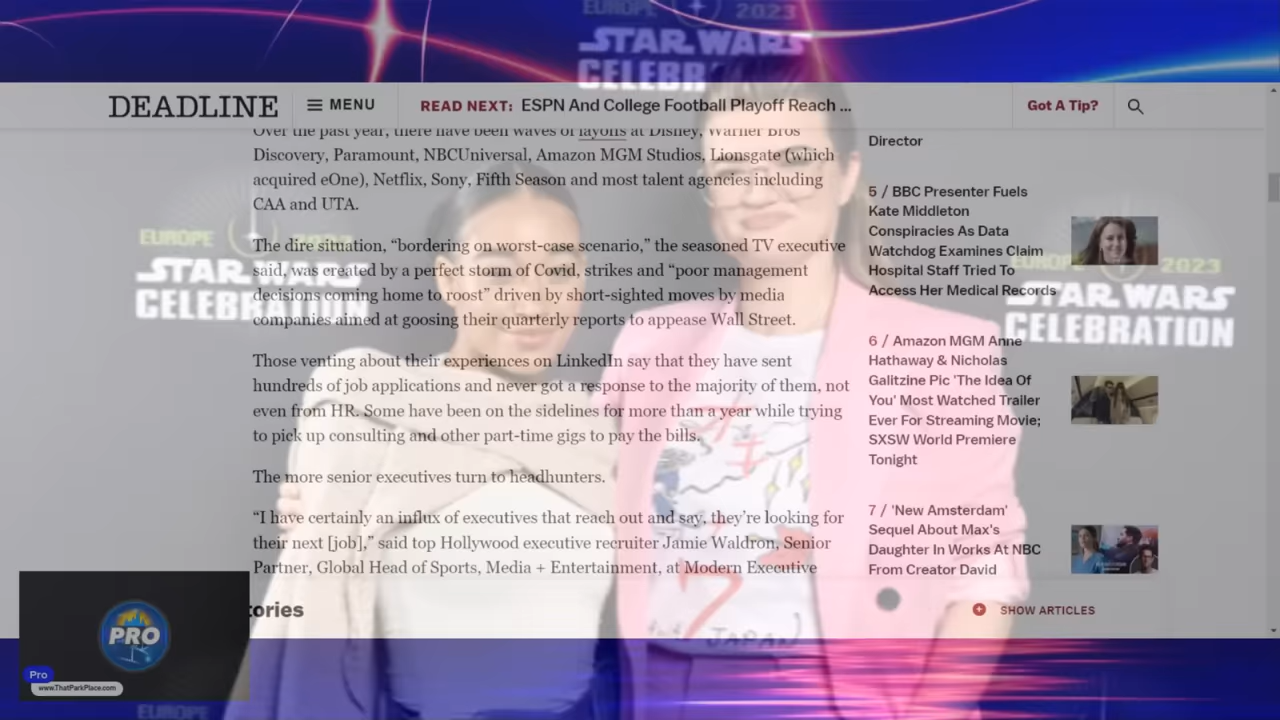 EUROPE 2023
STAR WARS
CELEBR
DEADLINE
MENU
READ NEXT: ESPN And College Football Playoff Reach ...
Got A Tip?
Over the past year, there have been waves of layoffs at Disney, Warner Bros
Discovery, Paramount, NBCUniversal, Amazon MGM Studios, Lionsgate (which
acquired eOne), Netflix, Sony, Fifth Season and most talent agencies including
CAA and UTA.
The dire situation, “bordering on worst-case scenario,” the seasoned TV executive
said, was created by a perfect storm of Covid, strikes and “poor management
decisions coming home to roost” driven by short-sighted moves by media
companies aimed at goosing their quarterly reports to appease Wall Street.
Those venting about their experiences on LinkedIn say that they have sent
hundreds of job applications and never got a response to the majority of them, not
even from HR. Some have been on the sidelines for more than a year while trying
to pick up consulting and other part-time gigs to pay the bills.
The more senior executives turn to headhunters.
“I have certainly an influx of executives that reach out and say, they’re looking for
their next [job],” said top Hollywood executive recruiter Jamie Waldron, Senior
Partner, Global Head of Sports, Media + Entertainment, at Modern Executive
Director
5 / BBC Presenter Fuels
Kate Middleton
Conspiracies As Data
Watchdog Examines Claim
Hospital Staff Tried To
Access Her Medical Records
6 / Amazon MGM Anne
Hathaway & Nicholas
Galitzine Pic 'The Idea Of
You' Most Watched Trailer
Ever For Streaming Movie;
SXSW World Premiere
Tonight
7 / 'New Amsterdam'
Sequel About Max's
Daughter In Works At NBC
From Creator David
EUROPE 2023
STAR WARS
CELEBRATION
EUROPE 2023
STAR WARS
CELEBRATION
JAPAN
tories
SHOW ARTICLES
PRO
Pro
www.ThatParkPlace.com
EUROPE